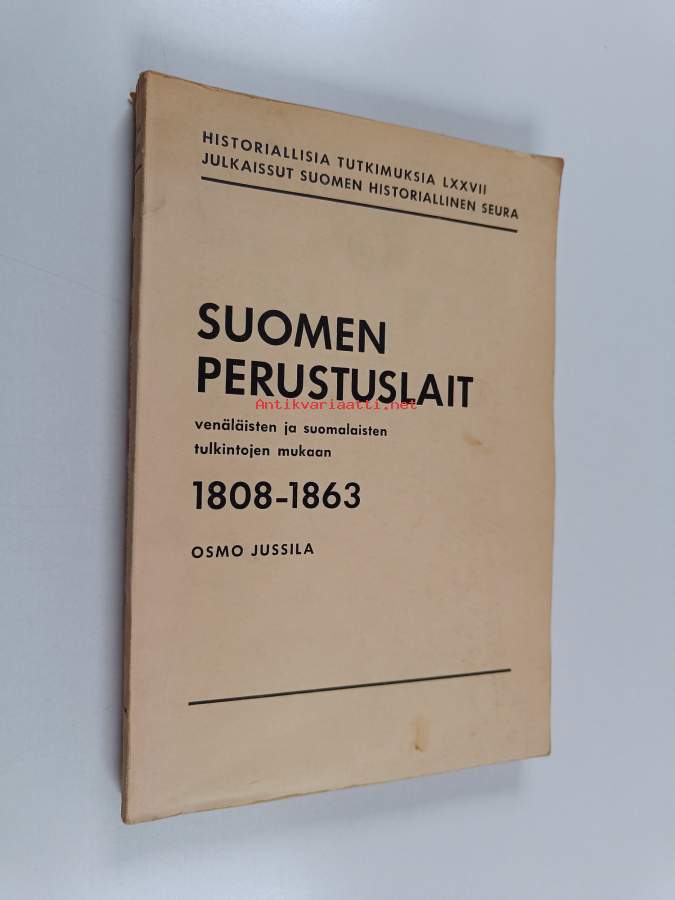 HISTORIALLISIA TUTKIMUKSIA LXXVII
JULKAISSUT SUOMEN HISTORIALLINEN SEURA
SUOMEN
PERUSTUSLAIT
Antikvariaatti.net
venäläisten ja suomalaisten
tulkintojen mukaan
1808-1863
OSMO JUSSILA